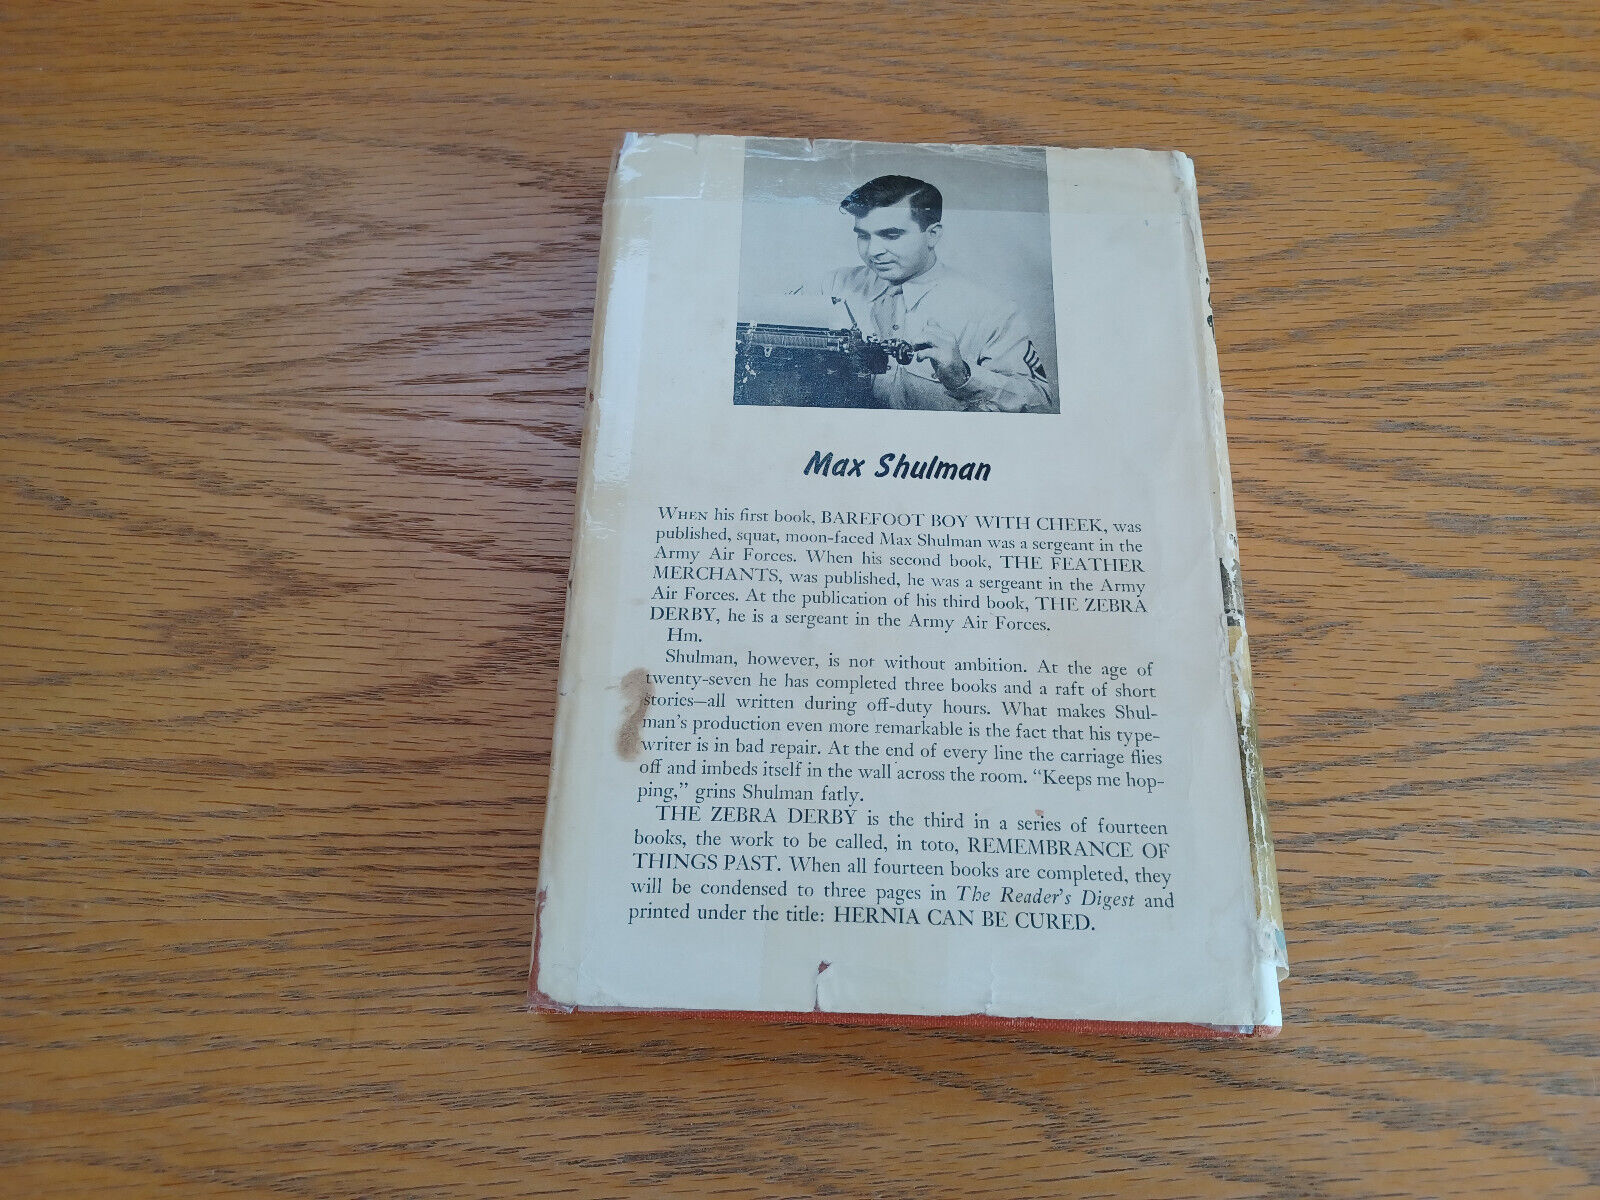 Max Shulman
WHEN his first book, BAREFOOT BOY WITH CHEEK, was
published, squat, moon-faced Max Shulman was a sergeant in the
Army Air Forces. When his second book, THE FEATHER
MERCHANTS, was published, he was a sergeant in the Army
Air Forces. At the publication of his third book, THE ZEBRA
DERBY, he is a sergeant in the Army Air Forces.
Hm.
Shulman, however, is not without ambition. At the age of
twenty-seven he has completed three books and a raft of short
stories—all written during off-duty hours. What makes Shul-
man's production even more remarkable is the fact that his type-
writer is in bad repair. At the end of every line the carriage flies
off and imbeds itself in the wall across the room. "Keeps me hop-
ping," grins Shulman fatly.
THE ZEBRA DERBY is the third in a series of fourteen
books, the work to be called, in toto, REMEMBRANCE OF
THINGS PAST. When all fourteen books are completed, they
will be condensed to three pages in The Reader's Digest and
printed under the title: HERNIA CAN BE CURED.